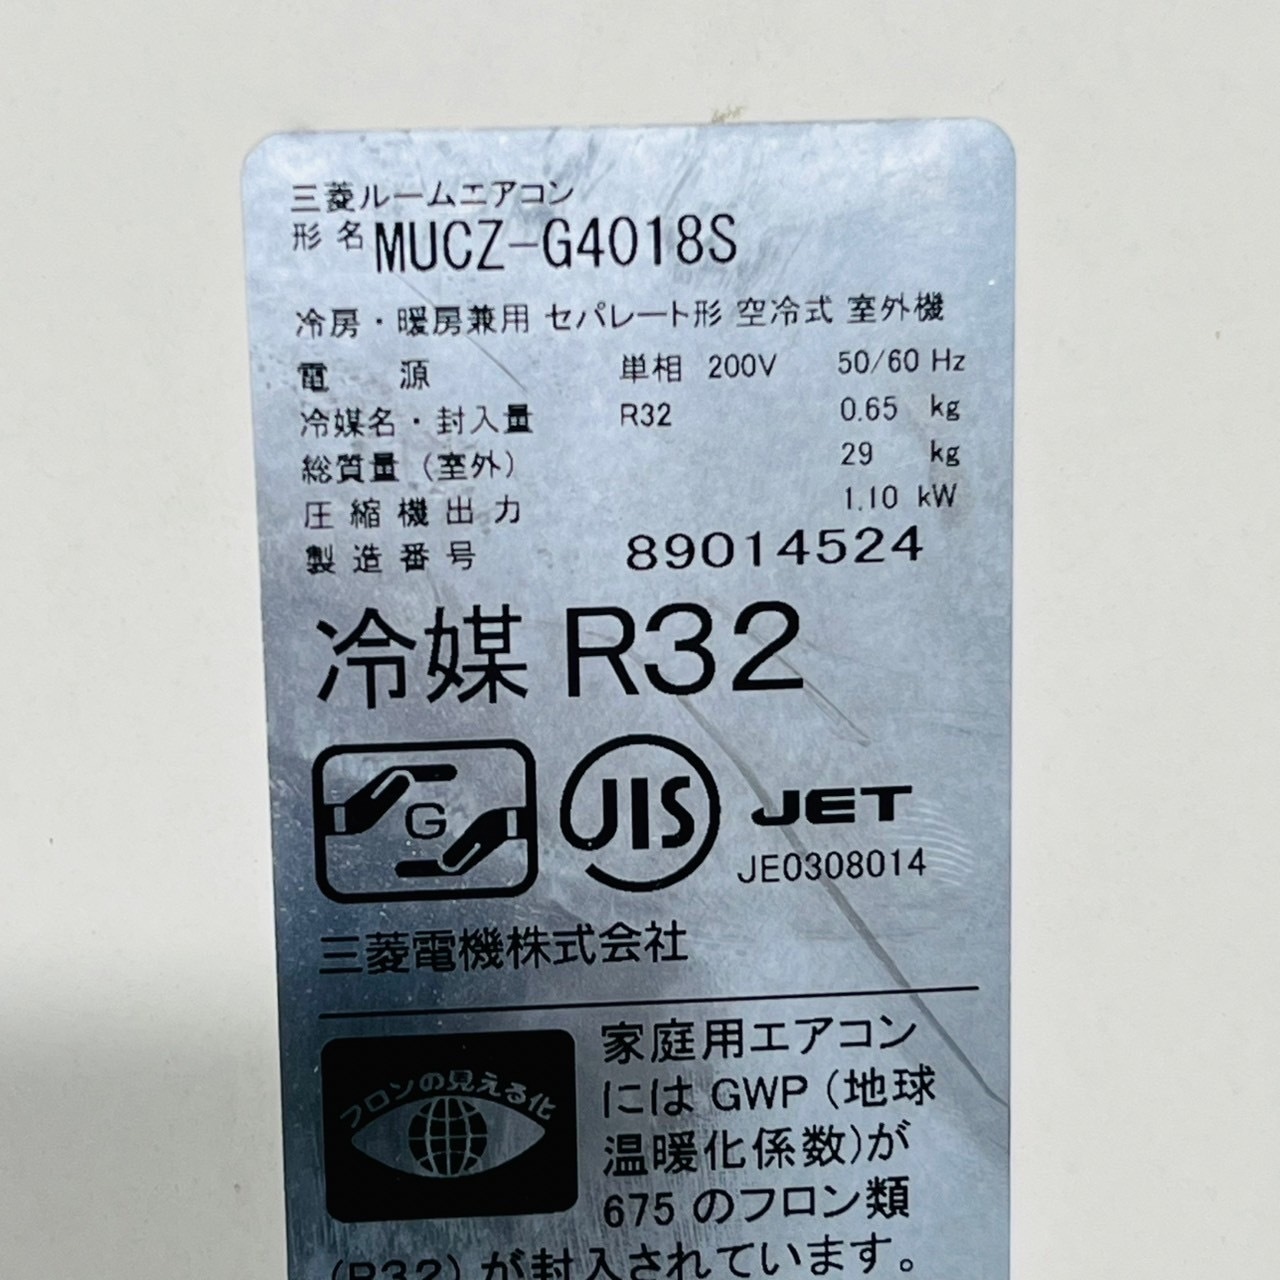 三菱ルームエアコン
形名 MUCZ-G4018S
冷房・暖房兼用 セパレート形 空冷式 室外機
電源 単相 200V 50/60 Hz
冷媒名・封入量 R32 0.65 kg
総質量（室外） 29 kg
圧縮機出力 1.10 kW
製造番号 89014524
冷媒 R32
G JIS JET
JE0308014
三菱電機株式会社
フロンの見える化
家庭用エアコン
には GWP（地球
温暖化係数)が
675 のフロン類
(R32) が封入されています。